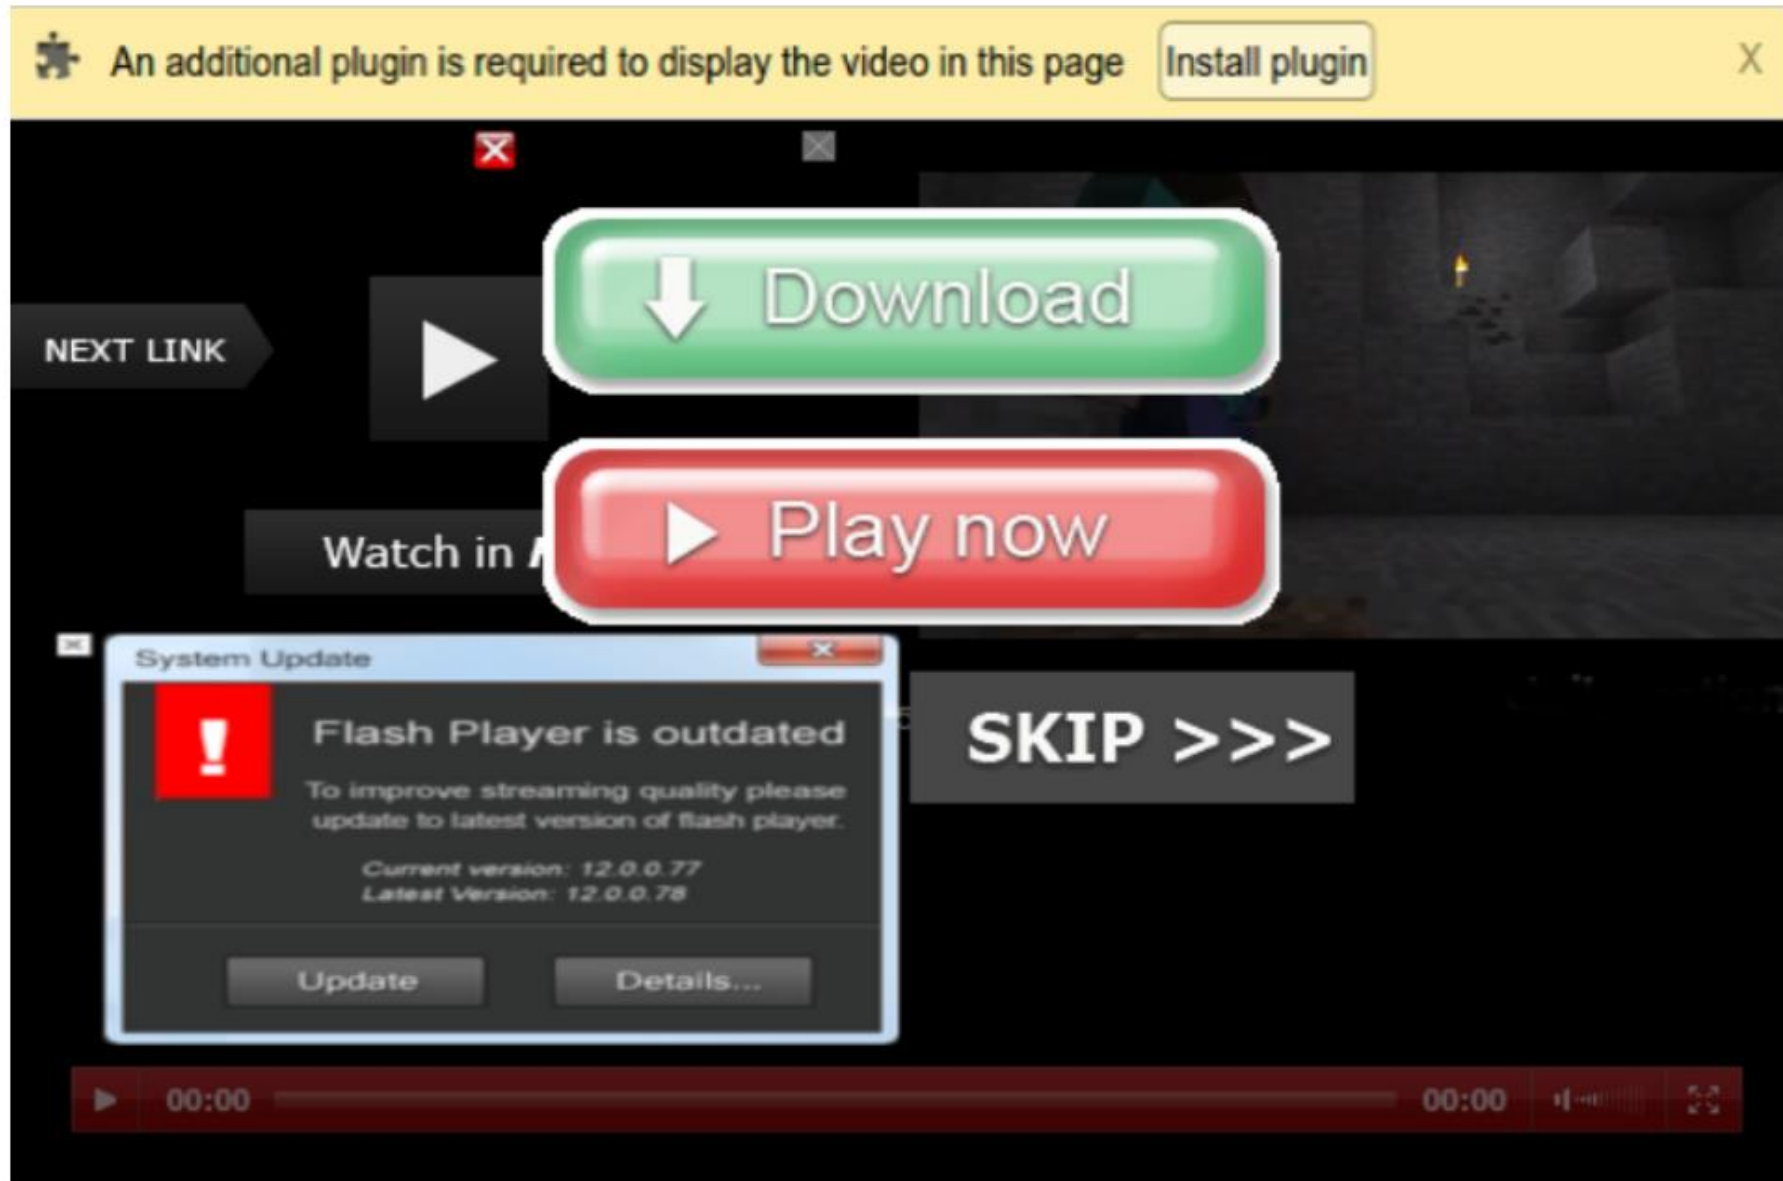 An additional plugin is required to display the video in this page
Install plugin
X
Download
NEXT LINK
Watch in
Play now
System Update
!
Flash Player is outdated
To improve streaming quality please
update to latest version of flash player.
Current version: 12.0.0.77
Latest Version: 12.0.0.78
Update
Details...
SKIP >>>
00:00
00:00